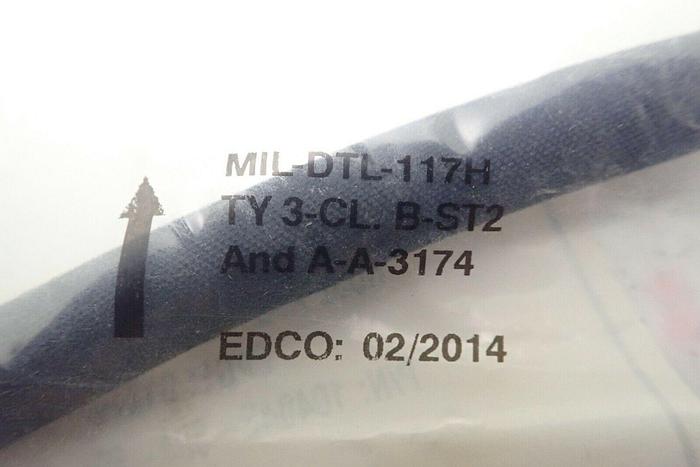 MIL-DTL-117H
TY 3-CL. B-ST2
And A-A-3174
EDCO: 02/2014